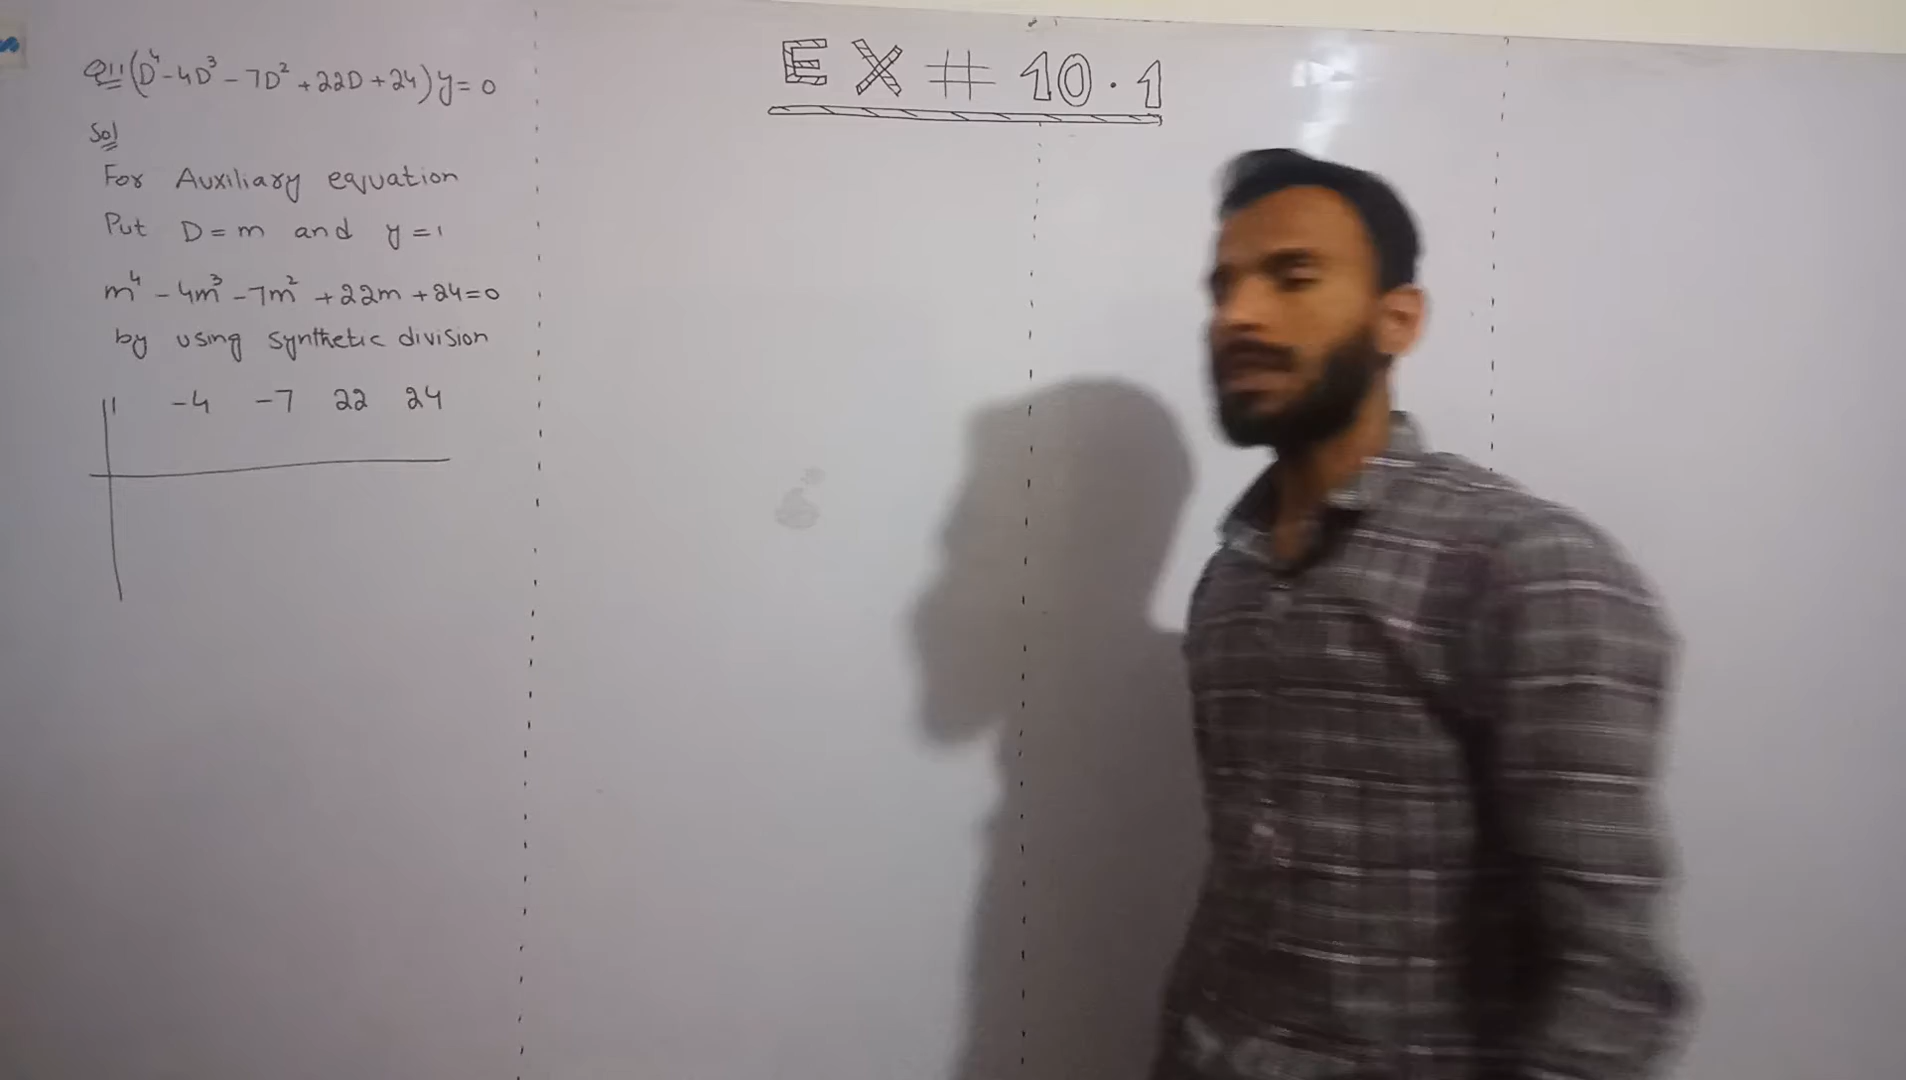 EX # 10.1
Q11 (D⁴-4D³-7D²+22D+24)y=0
Sol
For Auxiliary equation
Put D=m and y=1
m⁴-4m³-7m²+22m+24=0
by using synthetic division
1 -4 -7 22 24